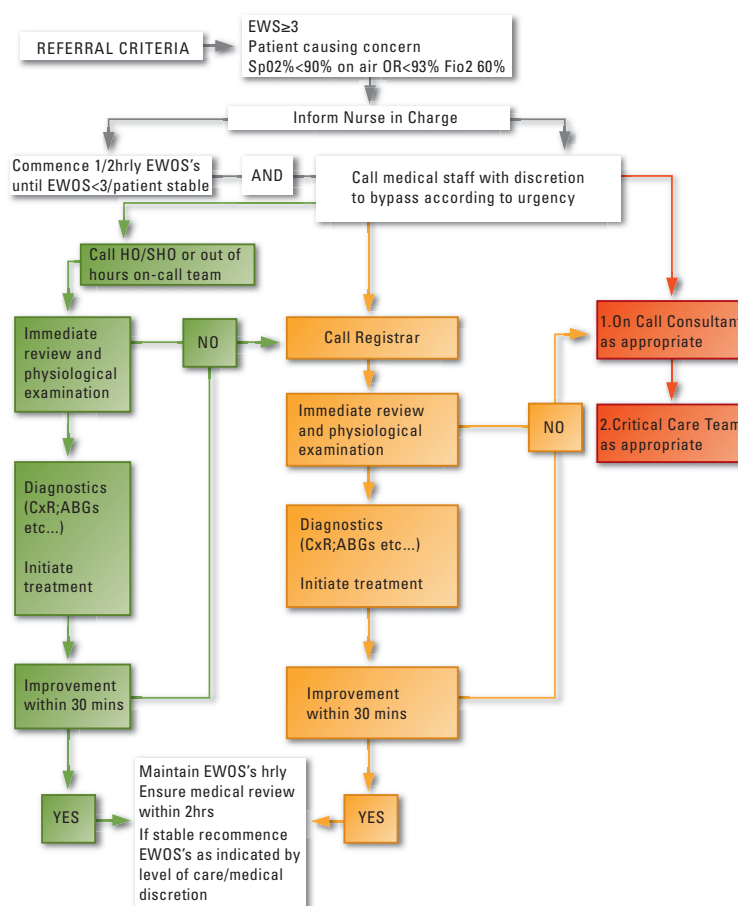 REFERRAL CRITERIA
EWS≥3
Patient causing concern
Sp02%<90% on air OR<93% Fio2 60%
Inform Nurse in Charge
Commence 1/2hrly EWOS's
until EWOS<3/patient stable
AND
Call medical staff with discretion
to bypass according to urgency
Call HO/SHO or out of
hours on-call team
Immediate
review and
physiological
examination
NO
Call Registrar
1.On Call Consultant
as appropriate
Immediate review
and physiological
examination
NO
2.Critical Care Team
as appropriate
Diagnostics
(CxR;ABGs
etc...)
Initiate
treatment
Diagnostics
(CxR;ABGs etc...)
Initiate treatment
Improvement
within 30 mins
Improvement
within 30 mins
YES
Maintain EWOS's hrly
Ensure medical review
within 2hrs
If stable recommence
EWOS's as indicated by
level of care/medical
discretion
YES